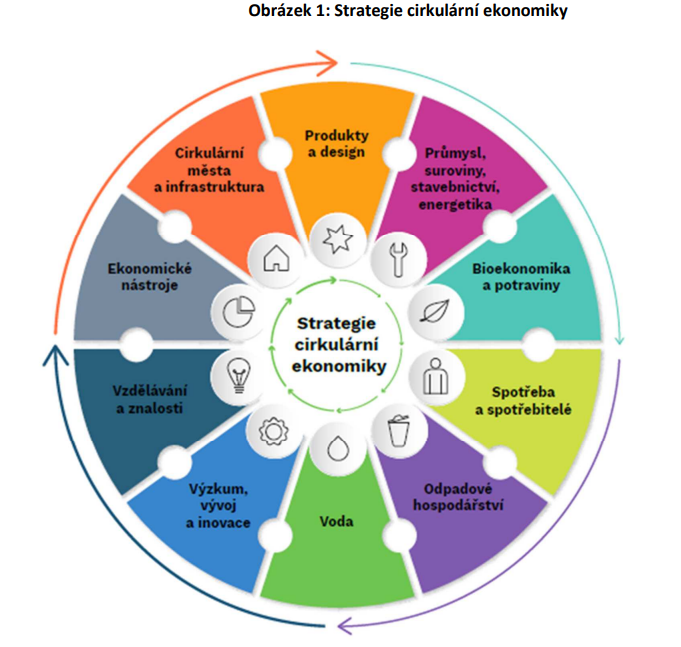 Obrázek 1: Strategie cirkulární ekonomiky
Produkty
a design
Průmysl,
suroviny,
stavebnictví,
energetika
Bioekonomika
a potraviny
Spotřeba
a spotřebitelé
Odpadové
hospodářství
Voda
Výzkum,
vývoj
a inovace
Vzdělávání
a znalosti
Ekonomické
nástroje
Cirkulární
města
a infrastruktura
Strategie
cirkulární
ekonomiky